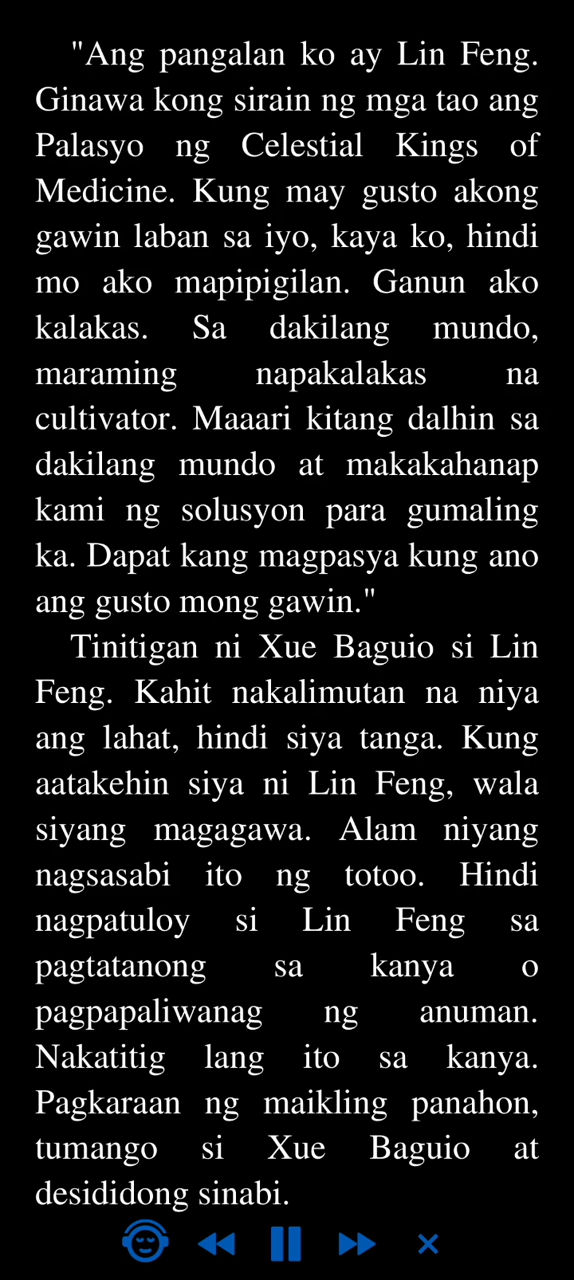 "Ang pangalan ko ay Lin Feng.
Ginawa kong sirain ng mga tao ang
Palasyo ng Celestial Kings of
Medicine. Kung may gusto akong
gawin laban sa iyo, kaya ko, hindi
mo ako mapipigilan. Ganun ako
kalakas. Sa dakilang mundo,
maraming napakalakas na
cultivator. Maaari kitang dalhin sa
dakilang mundo at makakahanap
kami ng solusyon para gumaling
ka. Dapat kang magpasya kung ano
ang gusto mong gawin."
Tinitigan ni Xue Baguio si Lin
Feng. Kahit nakalimutan na niya
ang lahat, hindi siya tanga. Kung
aatakehin siya ni Lin Feng, wala
siyang magagawa. Alam niyang
nagsasabi ito ng totoo. Hindi
nagpatuloy si Lin Feng sa
pagtatanong sa kanya o
pagpapaliwanag ng anuman.
Nakatitig lang ito sa kanya.
Pagkaraan ng maikling panahon,
tumango si Xue Baguio at
desididong sinabi.